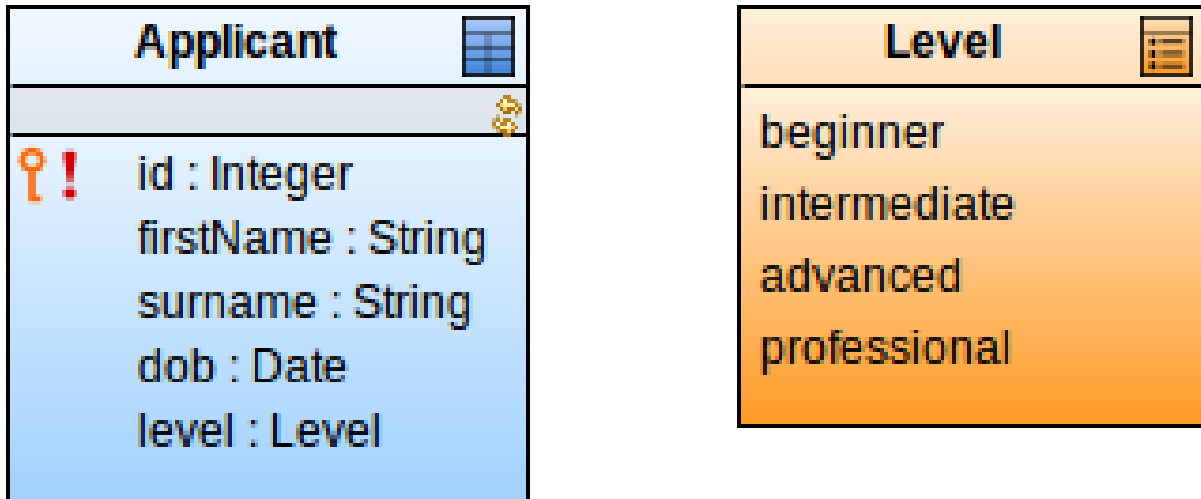 Applicant
id : Integer
firstName : String
surname : String
dob : Date
level : Level
Level
beginner
intermediate
advanced
professional